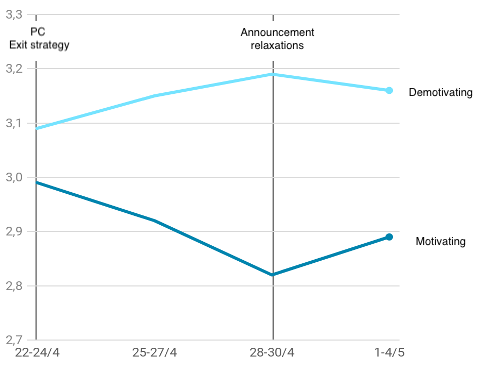 3,3
PC
Exit strategy
Announcement
relaxations
3,2
Demotivating
3,1
3,0
2,9
Motivating
2,8
2,7
22-24/4
25-27/4
28-30/4
1-4/5